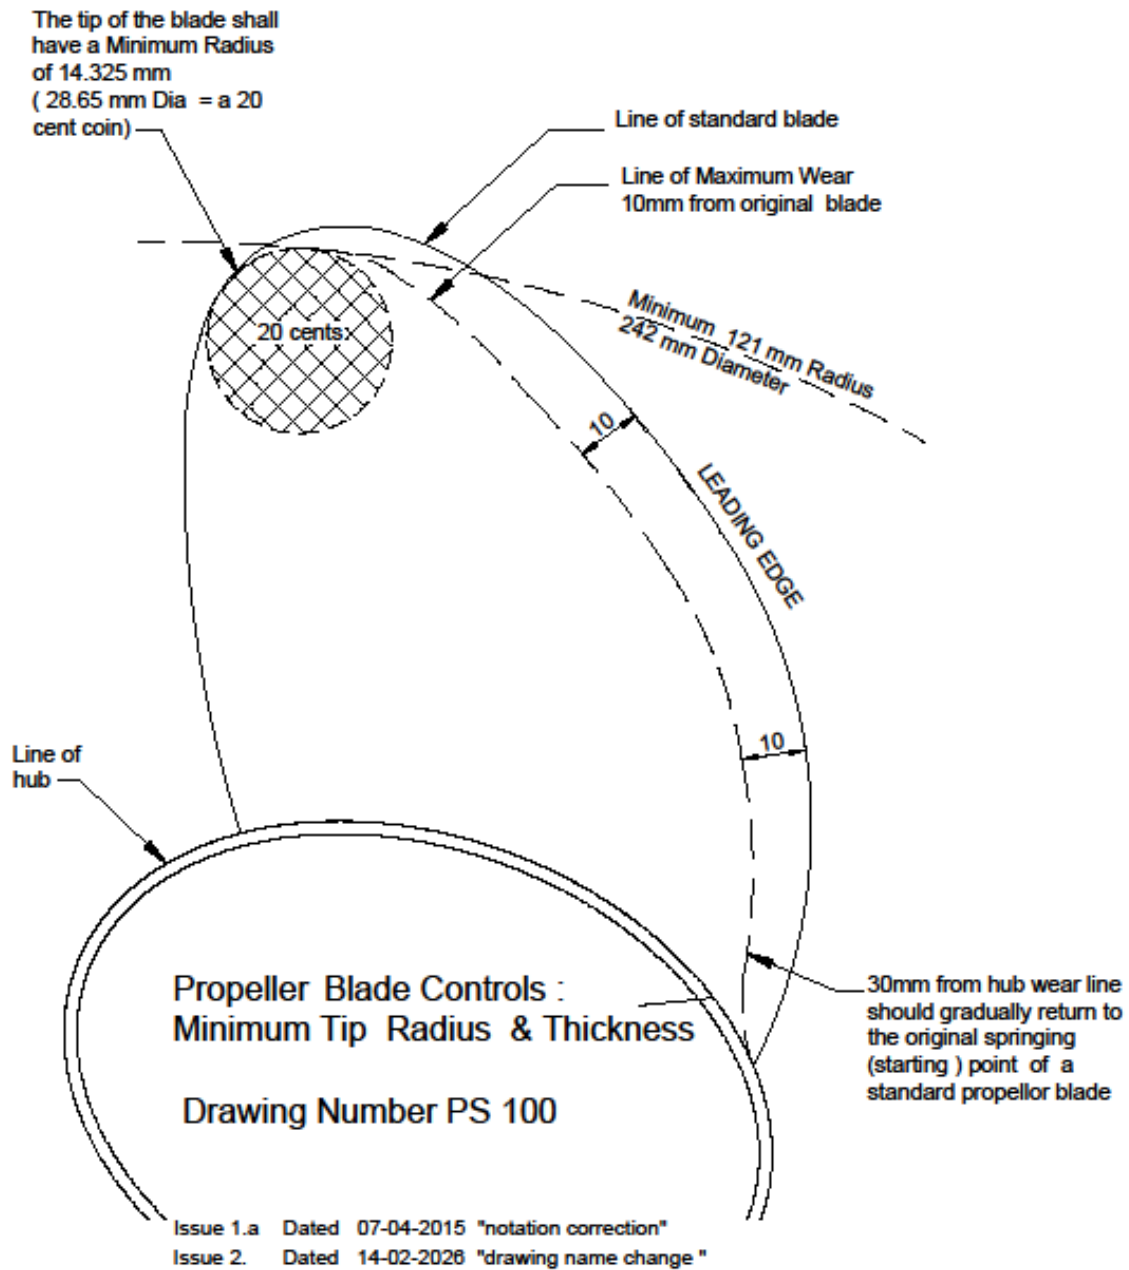 The tip of the blade shall
have a Minimum Radius
of 14.325 mm
( 28.65 mm Dia = a 20
cent coin)
Line of standard blade
Line of Maximum Wear
10mm from original blade
20 cents
Minimum 121 mm Radius
242 mm Diameter
10
LEADING EDGE
10
Line of
hub
30mm from hub wear line
should gradually return to
the original springing
(starting ) point of a
standard propellor blade
Propeller Blade Controls :
Minimum Tip Radius & Thickness
Drawing Number PS 100
Issue 1.a Dated 07-04-2015 "notation correction"
Issue 2. Dated 14-02-2026 "drawing name change "